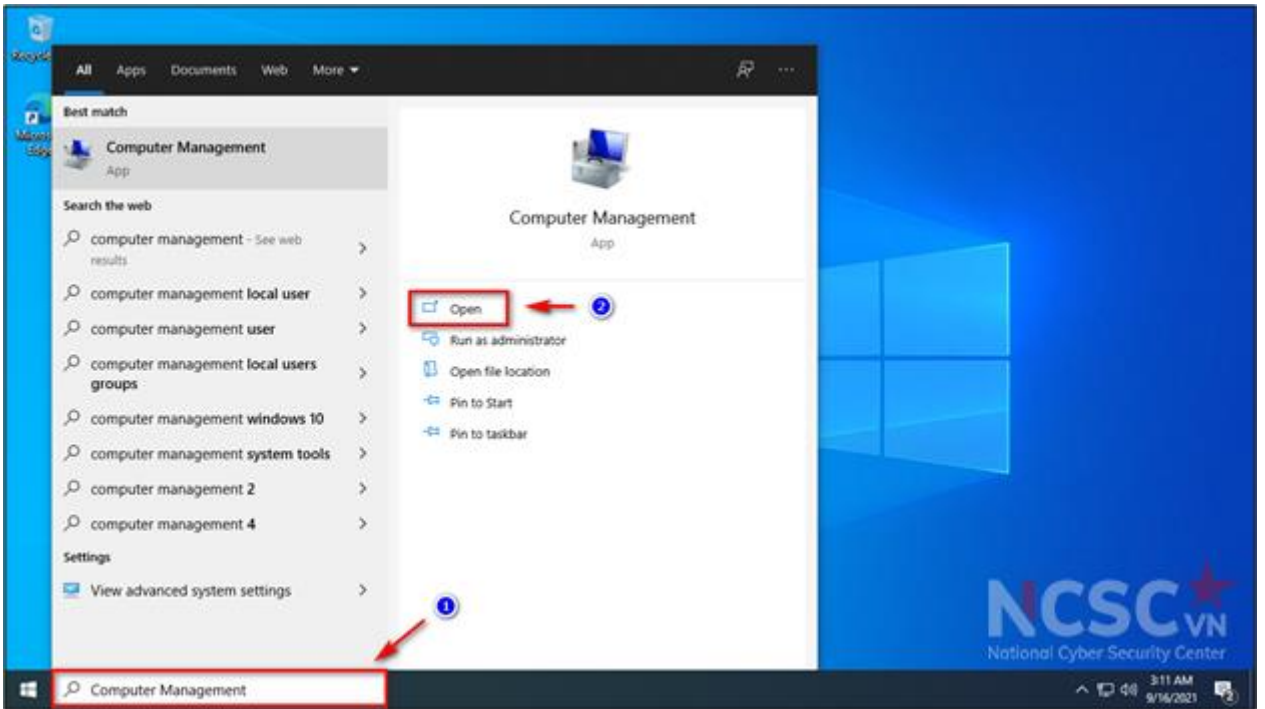 Recycle
Micros
Edge
All Apps Documents Web More
Best match
Computer Management
App
Search the web
computer management - See web
results
computer management local user
computer management user
computer management local users
groups
computer management windows 10
computer management system tools
computer management 2
computer management 4
Settings
View advanced system settings
Computer Management
App
Open
2
Run as administrator
Open file location
Pin to Start
Pin to taskbar
1
NCSC VN
National Cyber Security Center
Computer Management
3:11 AM
9/16/2021
2